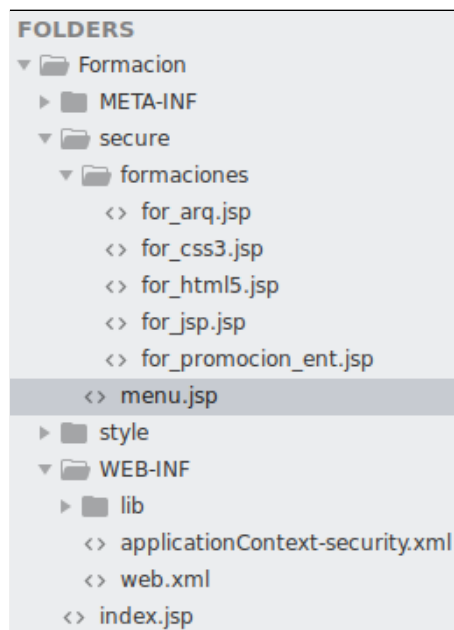 FOLDERS
Formacion
META-INF
secure
formaciones
for_arq.jsp
for_css3.jsp
for_html5.jsp
for_jsp.jsp
for_promocion_ent.jsp
menu.jsp
style
WEB-INF
lib
applicationContext-security.xml
web.xml
index.jsp